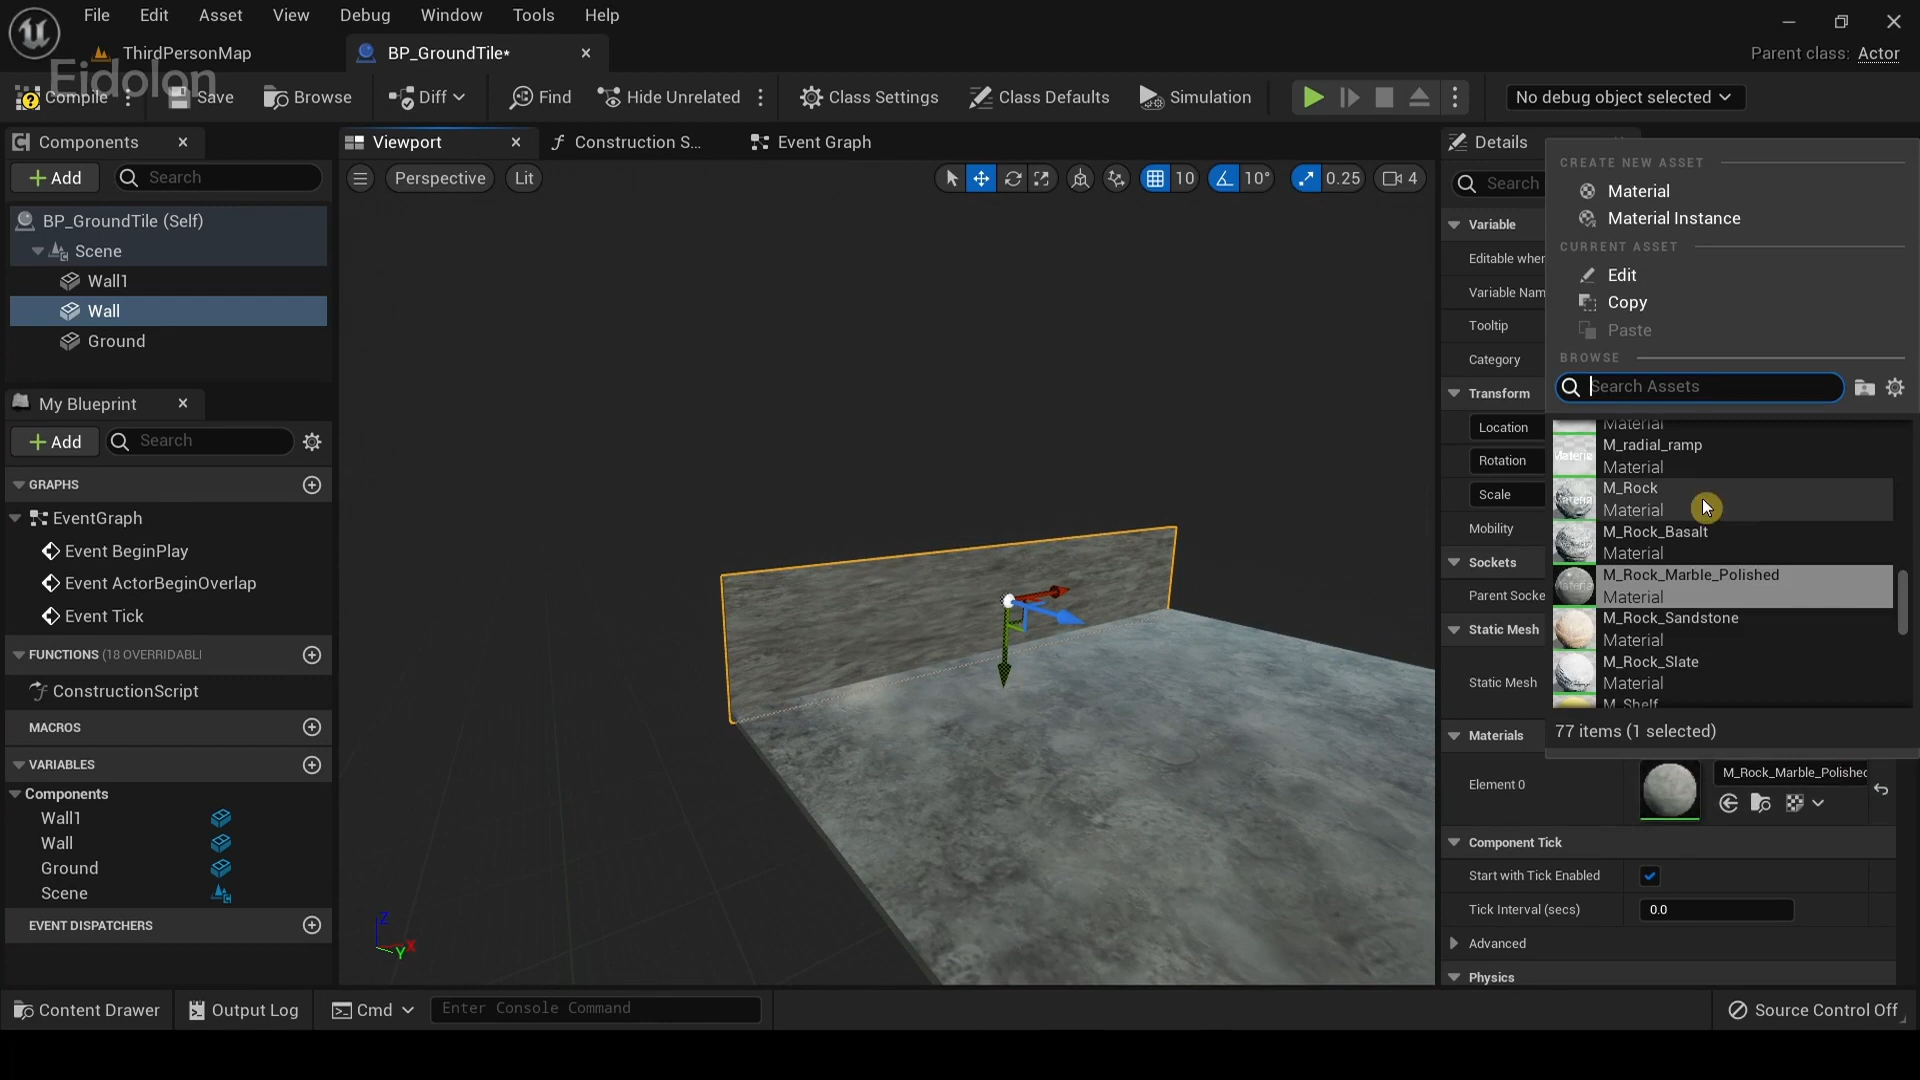 File Edit Asset View Debug Window Tools Help
ThirdPersonMap
BP_GroundTile*
Parent class: Actor
Eidolon
Compile
Save
Browse
Diff
Find
Hide Unrelated
Class Settings
Class Defaults
Simulation
No debug object selected
Components
Add
Search
BP_GroundTile (Self)
Scene
Wall1
Wall
Ground
My Blueprint
Add
Search
GRAPHS
EventGraph
Event BeginPlay
Event ActorBeginOverlap
Event Tick
FUNCTIONS (18 OVERRIDABLI
ConstructionScript
MACROS
VARIABLES
Components
Wall1
Wall
Ground
Scene
EVENT DISPATCHERS
Viewport
Construction S...
Event Graph
Perspective
Lit
10
10°
0.25
4
Z
X
Y
Details
Search
Variable
Editable wher
Variable Nam
Tooltip
Category
Transform
Location
Rotation
Scale
Mobility
Sockets
Parent Socke
Static Mesh
Static Mesh
Materials
Element 0
M_Rock_Marble_Polished
Component Tick
Start with Tick Enabled
Tick Interval (secs)
0.0
Advanced
Physics
CREATE NEW ASSET
Material
Material Instance
CURRENT ASSET
Edit
Copy
Paste
BROWSE
Search Assets
Material
M_radial_ramp
Material
M_Rock
Material
M_Rock_Basalt
Material
M_Rock_Marble_Polished
Material
M_Rock_Sandstone
Material
M_Rock_Slate
Material
M_Shelf
77 items (1 selected)
Content Drawer
Output Log
Cmd
Enter Console Command
Source Control Off